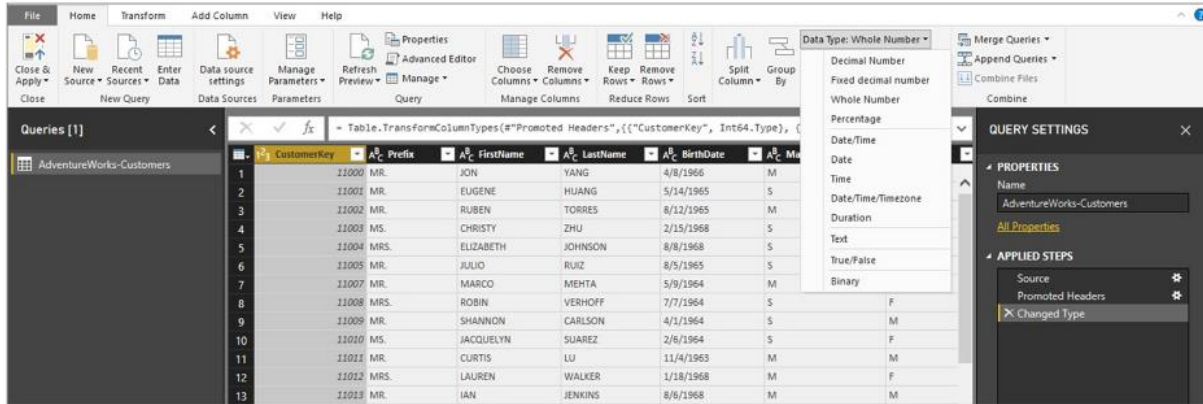 File Home Transform Add Column View Help
Close & Apply New Source Recent Sources Enter Data Data source settings Manage Parameters Refresh Preview Properties Advanced Editor Manage Choose Columns Remove Columns Keep Rows Remove Rows Split Column Group By Data Type: Whole Number Merge Queries Append Queries Combine Files
Close New Query Data Sources Parameters Query Manage Columns Reduce Rows Sort Combine
Decimal Number
Fixed decimal number
Whole Number
Percentage
Date/Time
Date
Time
Date/Time/Timezone
Duration
Text
True/False
Binary
Queries [1]
AdventureWorks-Customers
fx = Table.TransformColumnTypes(#"Promoted Headers",{{"CustomerKey", Int64.Type}, {
CustomerKey Prefix FirstName LastName BirthDate Ma
1 11000 MR. JON YANG 4/8/1966 M
2 11001 MR. EUGENE HUANG 5/14/1965 S
3 11002 MR. RUBEN TORRES 8/12/1965 M
4 11003 MS. CHRISTY ZHU 2/15/1968 S
5 11004 MRS. ELIZABETH JOHNSON 8/8/1968 S
6 11005 MR. JULIO RUIZ 8/5/1965 S
7 11007 MR. MARCO MEHTA 5/9/1964 M
8 11008 MRS. ROBIN VERHOFF 7/7/1964 S F
9 11009 MR. SHANNON CARLSON 4/1/1964 S M
10 11010 MS. JACQUELYN SUAREZ 2/6/1964 S F
11 11011 MR. CURTIS LU 11/4/1963 M M
12 11012 MRS. LAUREN WALKER 1/18/1968 M F
13 11013 MR. IAN JENKINS 8/6/1968 M M
QUERY SETTINGS
PROPERTIES
Name
AdventureWorks-Customers
All Properties
APPLIED STEPS
Source
Promoted Headers
Changed Type